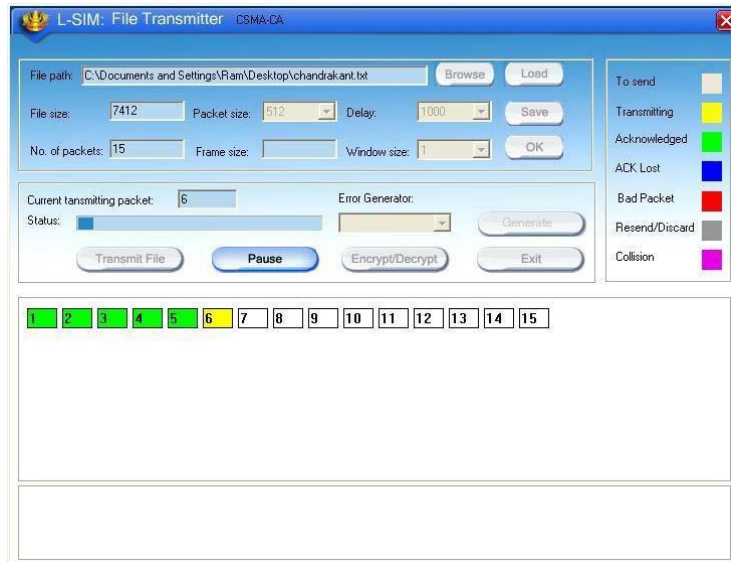 L-SIM: File Transmitter CSMA-CA
File path: C:\Documents and Settings\Ram\Desktop\chandrakant.txt Browse Load
File size: 7412 Packet size: 512 Delay: 1000 Save
No. of packets: 15 Frame size: Window size: 1 OK
Current tansmitting packet: 6 Error Generator:
Status: Generate
Transmit File Pause Encrypt/Decrypt Exit
To send
Transmitting
Acknowledged
ACK Lost
Bad Packet
Resend/Discard
Collision
1 2 3 4 5 6 7 8 9 10 11 12 13 14 15